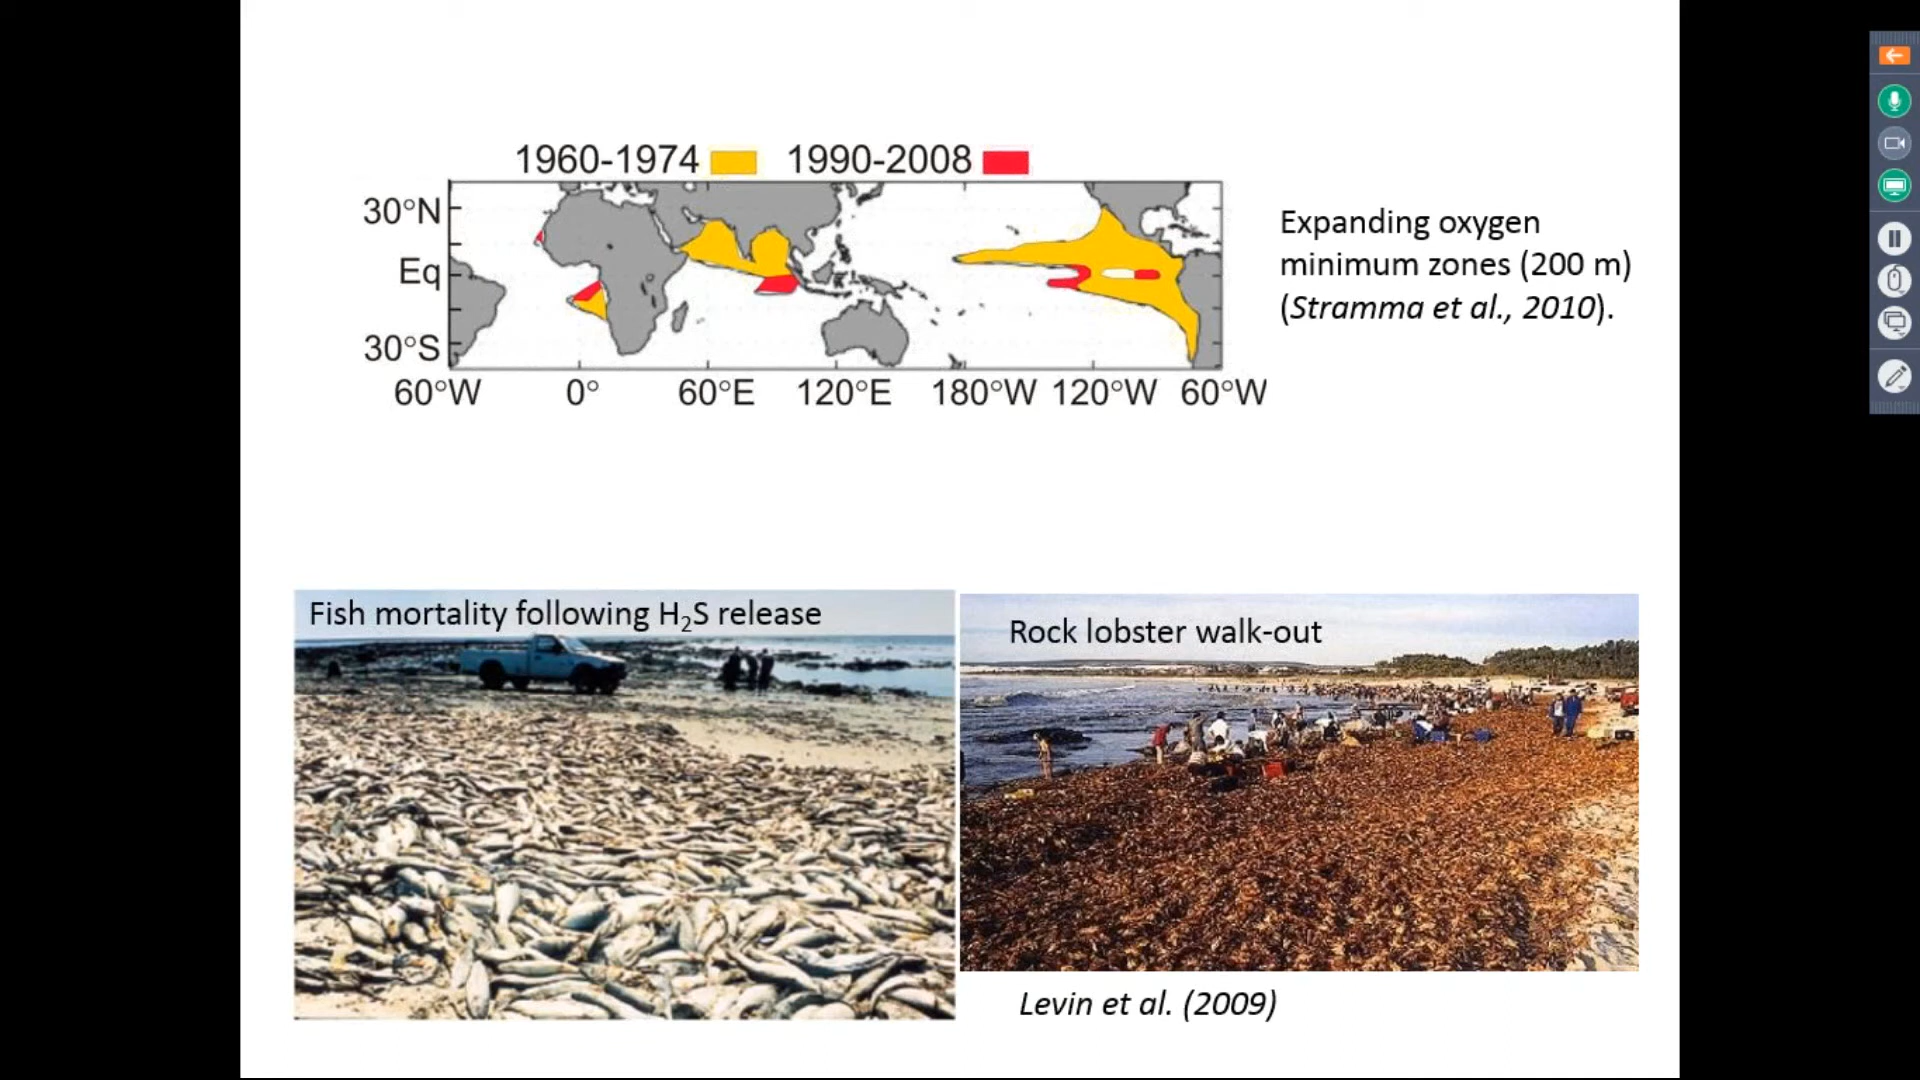 1960-1974 1990-2008
30°N
Eq
30°S
60°W 0° 60°E 120°E 180°W 120°W 60°W
Expanding oxygen
minimum zones (200 m)
(Stramma et al., 2010).
Fish mortality following H₂S release
Rock lobster walk-out
Levin et al. (2009)